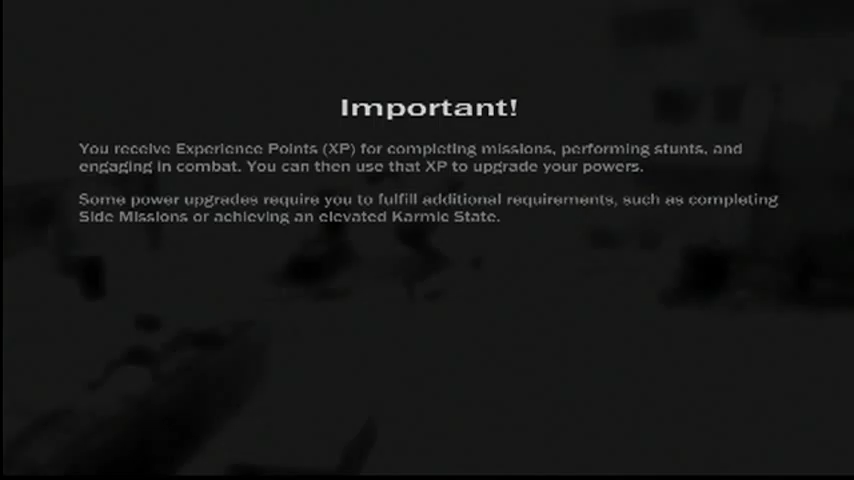 Important!
You receive Experience Points (XP) for completing missions, performing stunts, and
engaging in combat. You can then use that XP to upgrade your powers.
Some power upgrades require you to fulfill additional requirements, such as completing
Side Missions or achieving an elevated Karmic State.